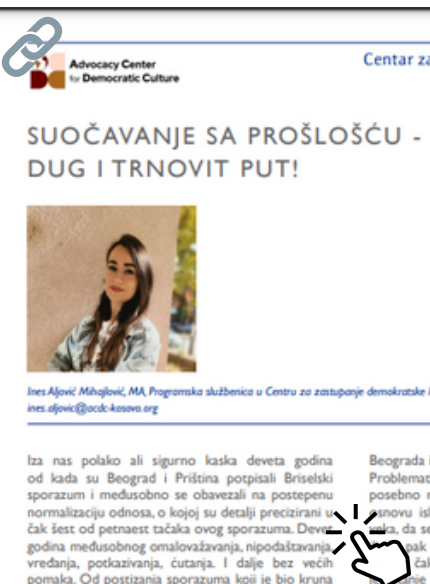 Advocacy Center
for Democratic Culture
Centar za
SUOČAVANJE SA PROŠLOŠĆU -
DUG I TRNOVIT PUT!
Ines Aljović Mihajlović, MA, Programska službenica u Centru za zastupanje demokratske
ines.aljovic@acdc-kosovo.org
Iza nas polako ali sigurno kaska deveta godina
od kada su Beograd i Priština potpisali Briselski
sporazum i međusobno se obavezali na postepenu
normalizaciju odnosa, o kojoj su detalji precizirani u
čak šest od petnaest tačaka ovog sporazuma. Devet
godina međusobnog omalovažavanja, nipodaštavanja,
vređanja, potkazivanja, ćutanja. I dalje bez većih
pomaka. Od postizanja sporazuma koji je bio kruna
Beograda i
Problemat
posebno
osnovu
da se
pak